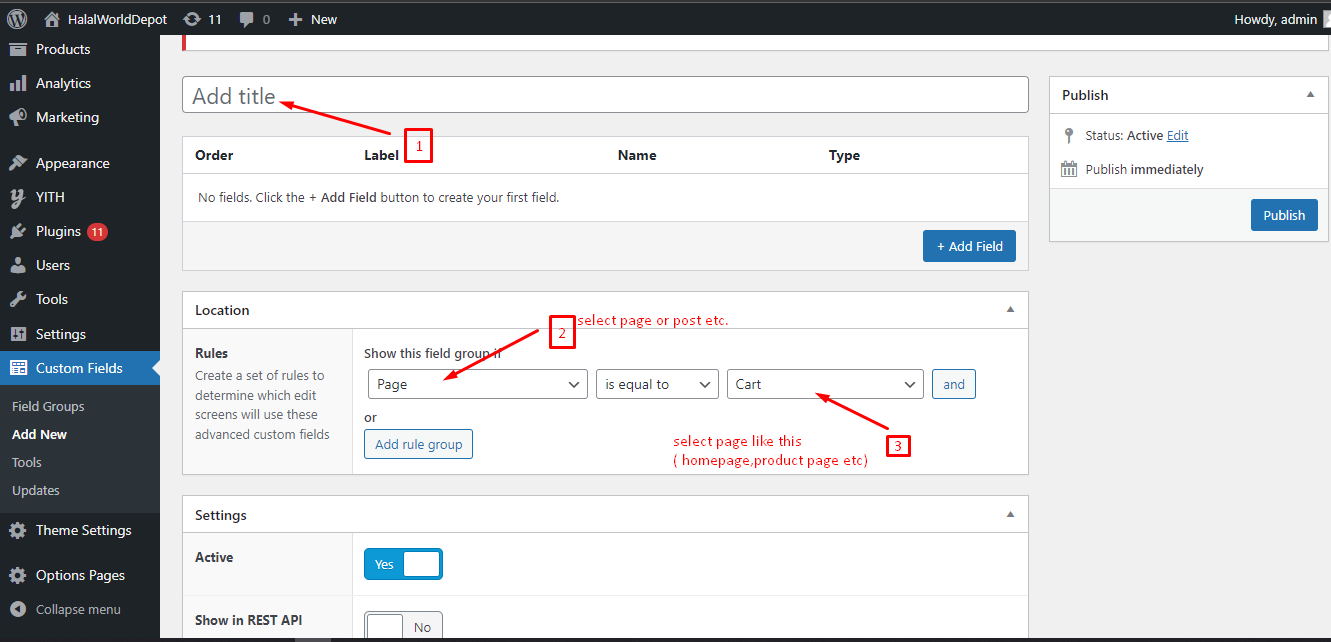 HalalWorldDepot 11 0 New Howdy, admin
Products
Analytics
Marketing
Appearance
YITH
Plugins 11
Users
Tools
Settings
Custom Fields
Field Groups
Add New
Tools
Updates
Theme Settings
Options Pages
Collapse menu
Add title
1
Order Label Name Type
No fields. Click the + Add Field button to create your first field.
+ Add Field
Location
Rules
Create a set of rules to
determine which edit
screens will use these
advanced custom fields
2
select page or post etc.
Show this field group if
Page is equal to Cart and
or
Add rule group
select page like this
( homepage,product page etc)
3
Settings
Active
Yes
Show in REST API
No
Publish
Status: Active Edit
Publish immediately
Publish